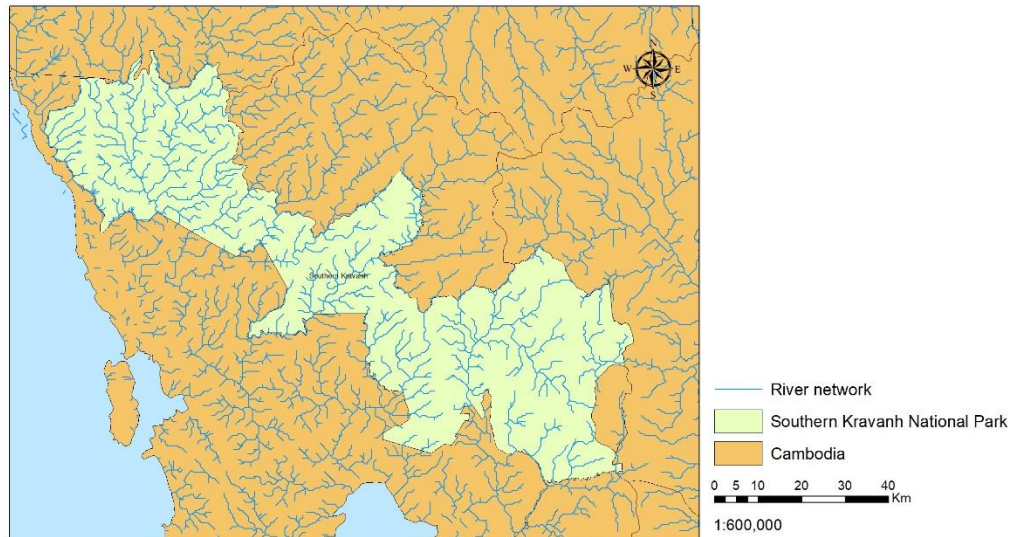 N
W E
S
Southern Kravanh
River network
Southern Kravanh National Park
Cambodia
0 5 10 20 30 40
Km
1:600,000